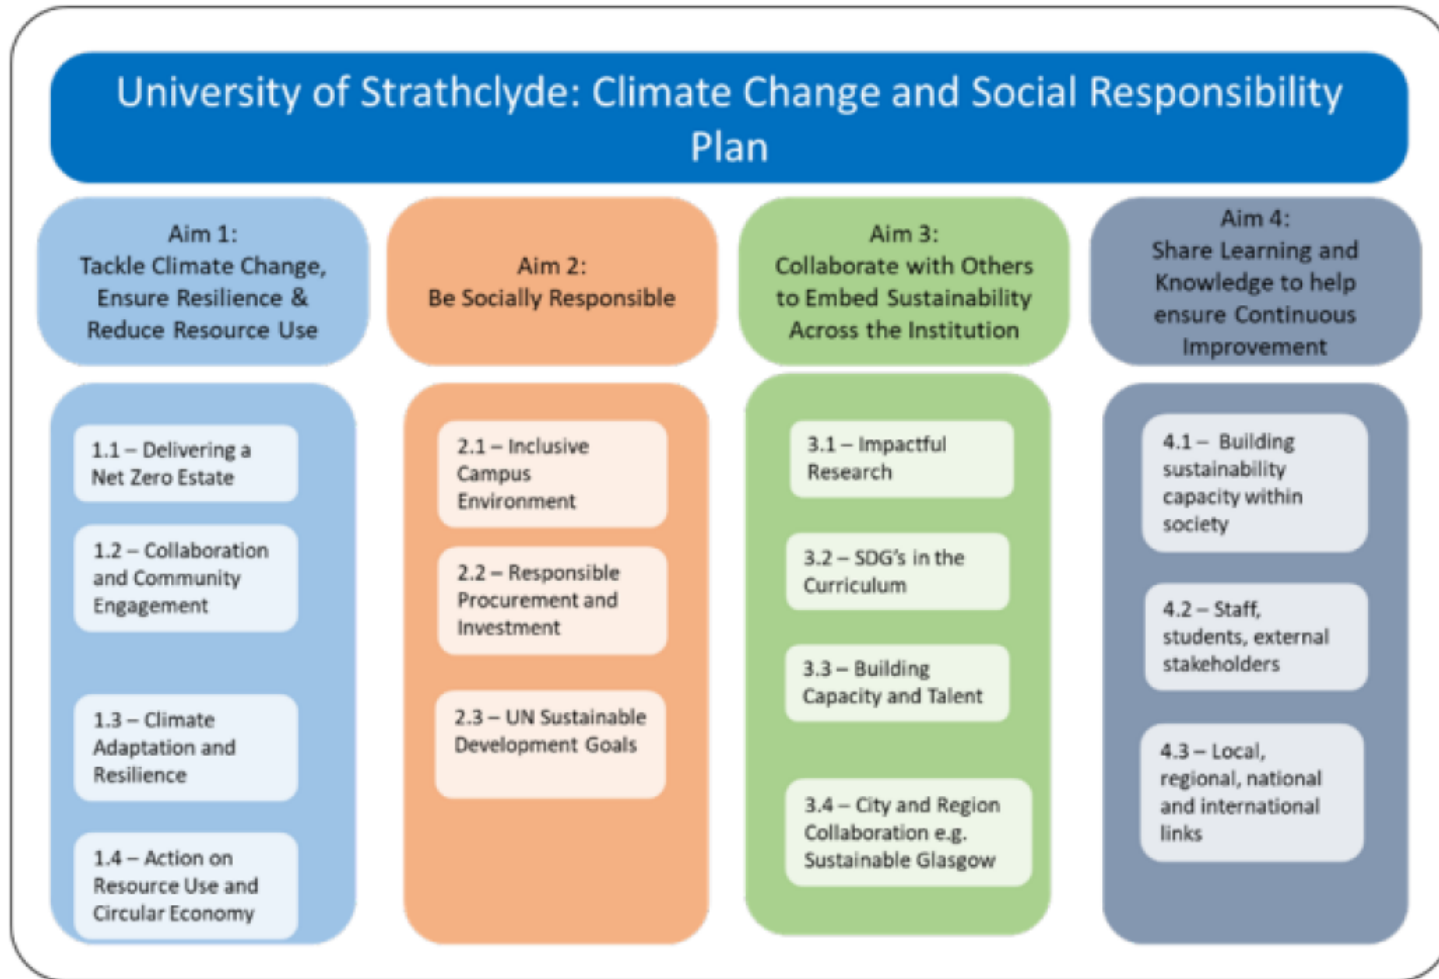 University of Strathclyde: Climate Change and Social Responsibility
Plan
Aim 1:
Tackle Climate Change,
Ensure Resilience &
Reduce Resource Use
1.1 – Delivering a
Net Zero Estate
1.2 – Collaboration
and Community
Engagement
1.3 – Climate
Adaptation and
Resilience
1.4 – Action on
Resource Use and
Circular Economy
Aim 2:
Be Socially Responsible
2.1 – Inclusive
Campus
Environment
2.2 – Responsible
Procurement and
Investment
2.3 – UN Sustainable
Development Goals
Aim 3:
Collaborate with Others
to Embed Sustainability
Across the Institution
3.1 – Impactful
Research
3.2 – SDG's in the
Curriculum
3.3 – Building
Capacity and Talent
3.4 – City and Region
Collaboration e.g.
Sustainable Glasgow
Aim 4:
Share Learning and
Knowledge to help
ensure Continuous
Improvement
4.1 – Building
sustainability
capacity within
society
4.2 – Staff,
students, external
stakeholders
4.3 – Local,
regional, national
and international
links